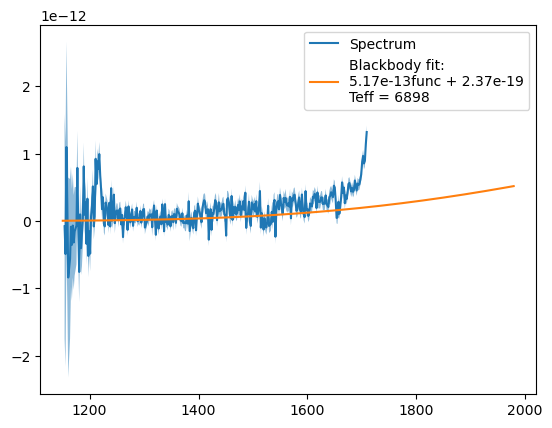 1e−12
Spectrum
Blackbody fit:
5.17e-13func + 2.37e-19
Teff = 6898
2
1
0
−1
−2
1200 1400 1600 1800 2000